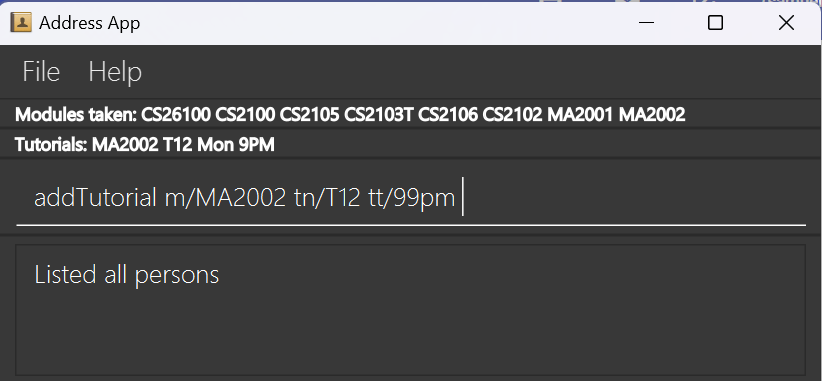 Address App
File Help
Modules taken: CS26100 CS2100 CS2105 CS2103T CS2106 CS2102 MA2001 MA2002
Tutorials: MA2002 T12 Mon 9PM
addTutorial m/MA2002 tn/T12 tt/99pm
Listed all persons